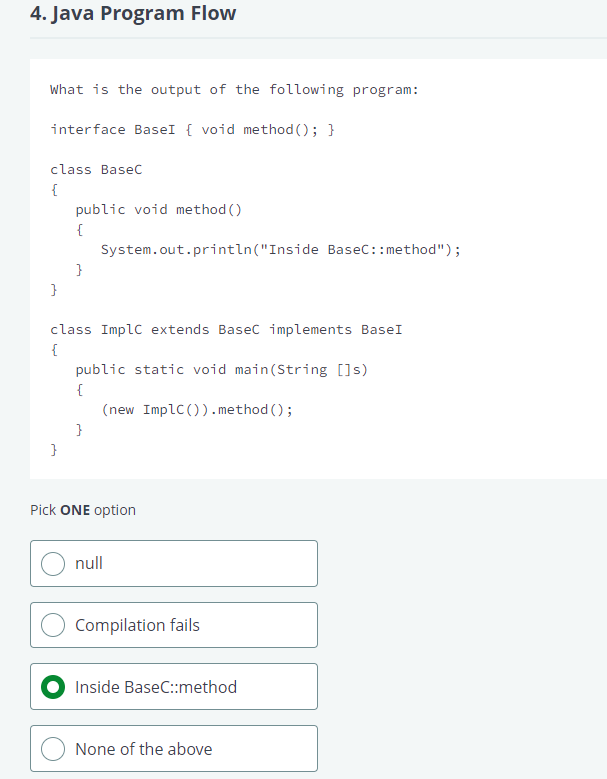 4. Java Program Flow
What is the output of the following program:
interface BaseI { void method(); }
class BaseC
{
public void method()
{
System.out.println("Inside BaseC::method");
}
}
class ImplC extends BaseC implements BaseI
{
public static void main(String []s)
{
(new ImplC()).method();
}
}
Pick ONE option
null
Compilation fails
Inside BaseC::method
None of the above